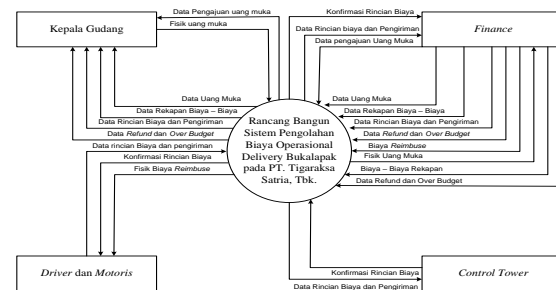 Data Pengajuan uang muka
Fisik uang muka
Kepala Gudang
Konfirmasi Rincian Biaya
Data Rincian biaya dan Pengiriman
Data pengajuan Uang Muka
Finance
Data Uang Muka
Data Rekapan Biaya – Biaya
Data Rincian Biaya dan Pengiriman
Data Refund dan Over Budget
Data Uang Muka
Data Rekapan Biaya – Biaya
Data Rincian Biaya dan Pengiriman
Data Refund dan Over Budget
Biaya Reimbuse
Fisik Uang Muka
Biaya – Biaya Rekapan
Data Refund dan Over Budget
Rancang Bangun
Sistem Pengolahan
Biaya Operasional
Delivery Bukalapak
pada PT. Tigaraksa
Satria, Tbk.
Data rincian Biaya dan pengiriman
Konfirmasi Rincian Biaya
Fisik Biaya Reimbuse
Driver dan Motoris
Konfirmasi Rincian Biaya
Data Rincian Biaya dan Pengiriman
Control Tower